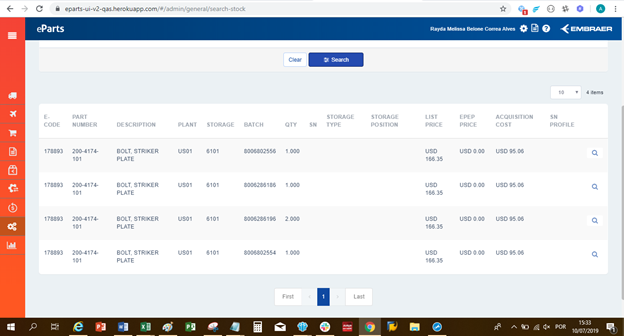 eparts-ui-v2-qas.herokuapp.com/#/admin/general/search-stock
eParts
Rayda Melissa Belone Correa Alves
EMBRAER
Clear
Search
10
4 items
E-CODE PART NUMBER DESCRIPTION PLANT STORAGE BATCH QTY SN STORAGE TYPE STORAGE POSITION LIST PRICE EPEP PRICE ACQUISITION COST SN PROFILE
178893 200-4174-101 BOLT, STRIKER PLATE US01 6101 8006802556 1.000 USD 166.35 USD 0.00 USD 95.06
178893 200-4174-101 BOLT, STRIKER PLATE US01 6101 8006286186 1.000 USD 166.35 USD 0.00 USD 95.06
178893 200-4174-101 BOLT, STRIKER PLATE US01 6101 8006286196 2.000 USD 166.35 USD 0.00 USD 95.06
178893 200-4174-101 BOLT, STRIKER PLATE US01 6101 8006802554 1.000 USD 166.35 USD 0.00 USD 95.06
First ‹ 1 › Last
POR
15:33
10/07/2019